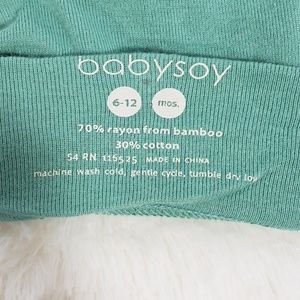 babysoy
6-12 mos.
70% rayon from bamboo
30% cotton
54 RN 116525 MADE IN CHINA
machine wash cold, gentle cycle, tumble dry low